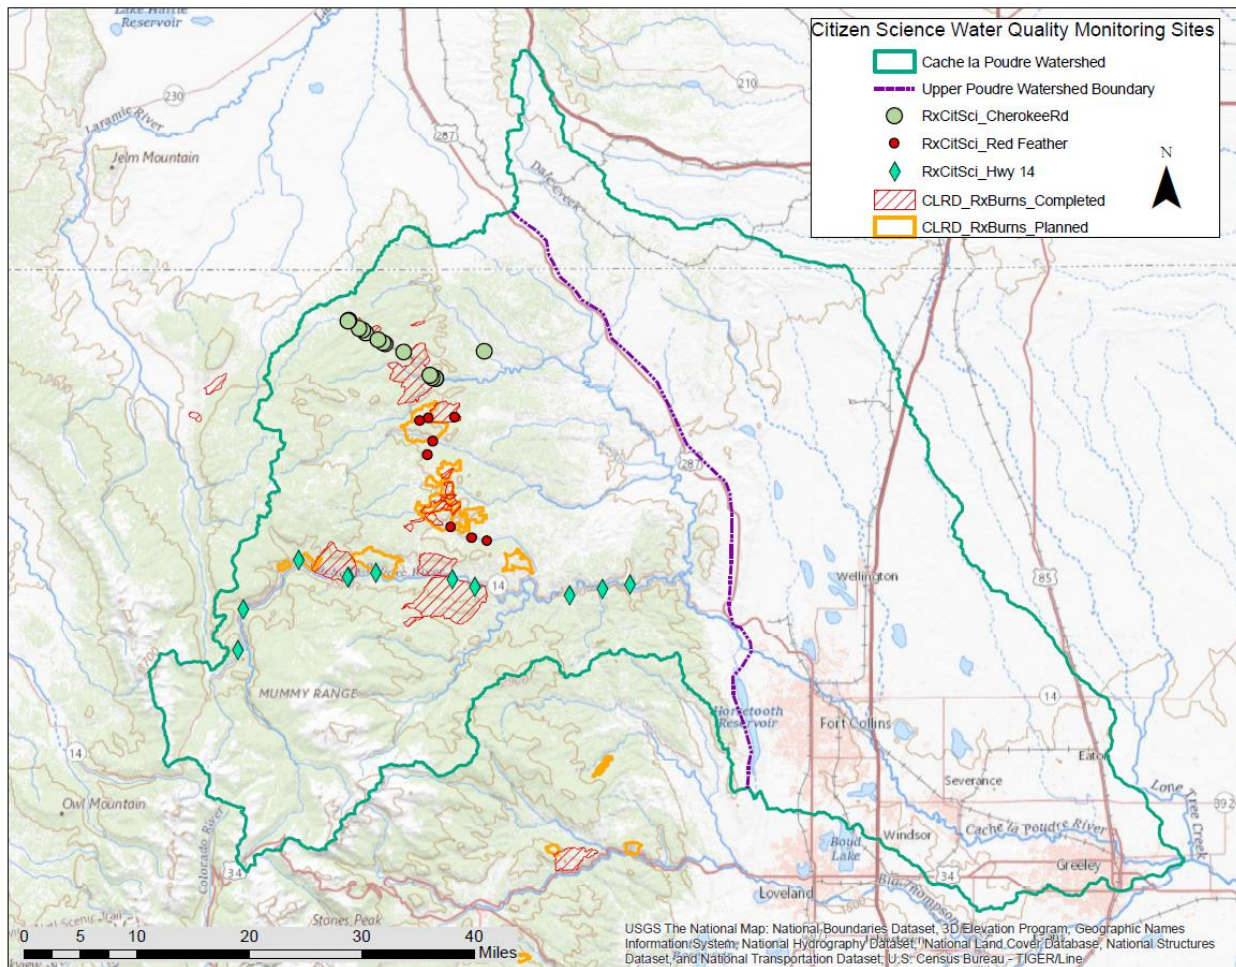 Lake Hattie
Reservoir
230
Laramie River
Jelm Mountain
287
Dale Creek
210
Citizen Science Water Quality Monitoring Sites
Cache la Poudre Watershed
Upper Poudre Watershed Boundary
RxCitSci_CherokeeRd
RxCitSci_Red Feather
RxCitSci_Hwy 14
CLRD_RxBurns_Completed
CLRD_RxBurns_Planned
N
287
14
Wellington
85
MUMMY RANGE
Horsetooth
Reservoir
Fort Collins
14
14
Owl Mountain
Colorado River
Severance
Eaton
Lone Tree Creek
392
Windsor
Cache la Poudre River
Boyd
Lake
Greeley
34
34
Loveland
Big Thompson
Stones Peak
0 5 10 20 30 40
Miles
USGS The National Map: National Boundaries Dataset, 3D Elevation Program, Geographic Names
Information System, National Hydrography Dataset, National Land Cover Database, National Structures
Dataset, and National Transportation Dataset; U.S. Census Bureau - TIGER/Line